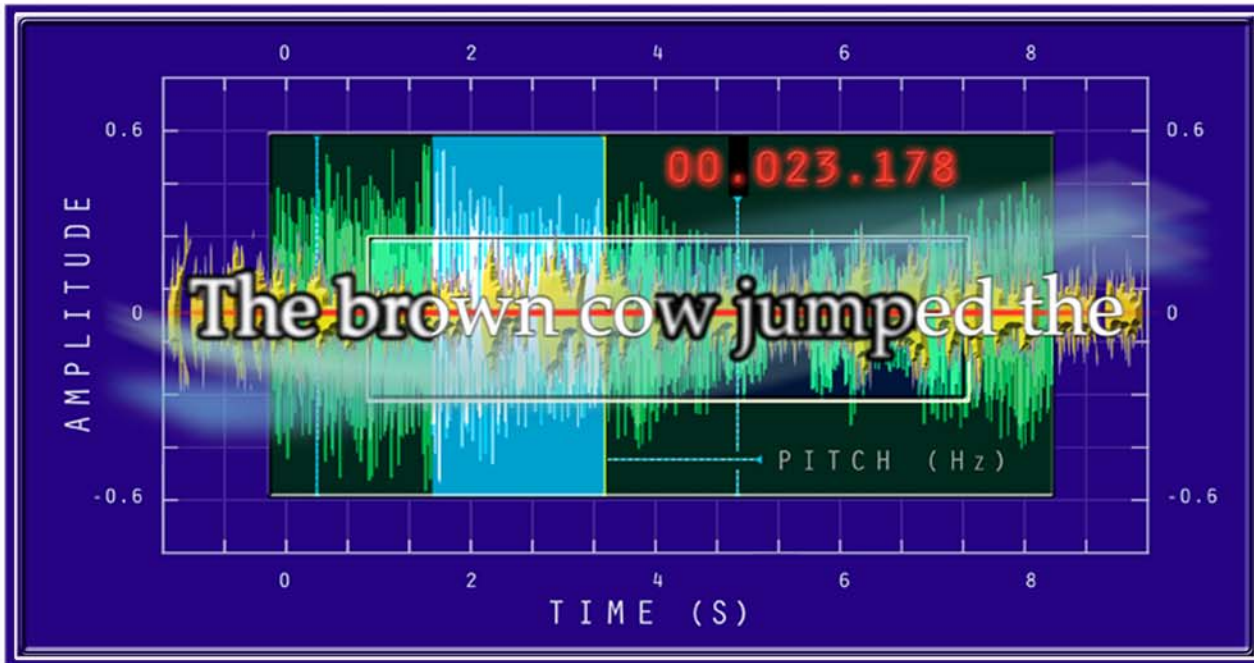 0 2 4 6 8
0.6 0.6
00.023.178
AMPLITUDE
The brown cow jumped the
0 0
PITCH (Hz)
-0.6 -0.6
0 2 4 6 8
TIME (S)